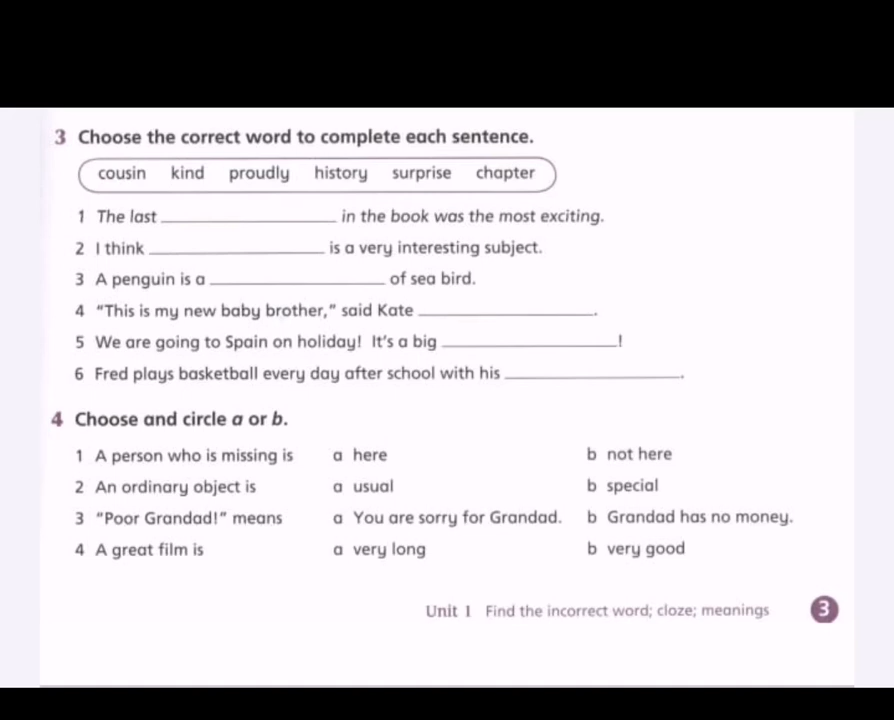 3 Choose the correct word to complete each sentence.
cousin kind proudly history surprise chapter
1 The last ____________ in the book was the most exciting.
2 I think ____________ is a very interesting subject.
3 A penguin is a ____________ of sea bird.
4 "This is my new baby brother," said Kate ____________.
5 We are going to Spain on holiday! It's a big ____________!
6 Fred plays basketball every day after school with his ____________.
4 Choose and circle a or b.
1 A person who is missing is a here b not here
2 An ordinary object is a usual b special
3 "Poor Grandad!" means a You are sorry for Grandad. b Grandad has no money.
4 A great film is a very long b very good
Unit 1 Find the incorrect word; cloze; meanings 3